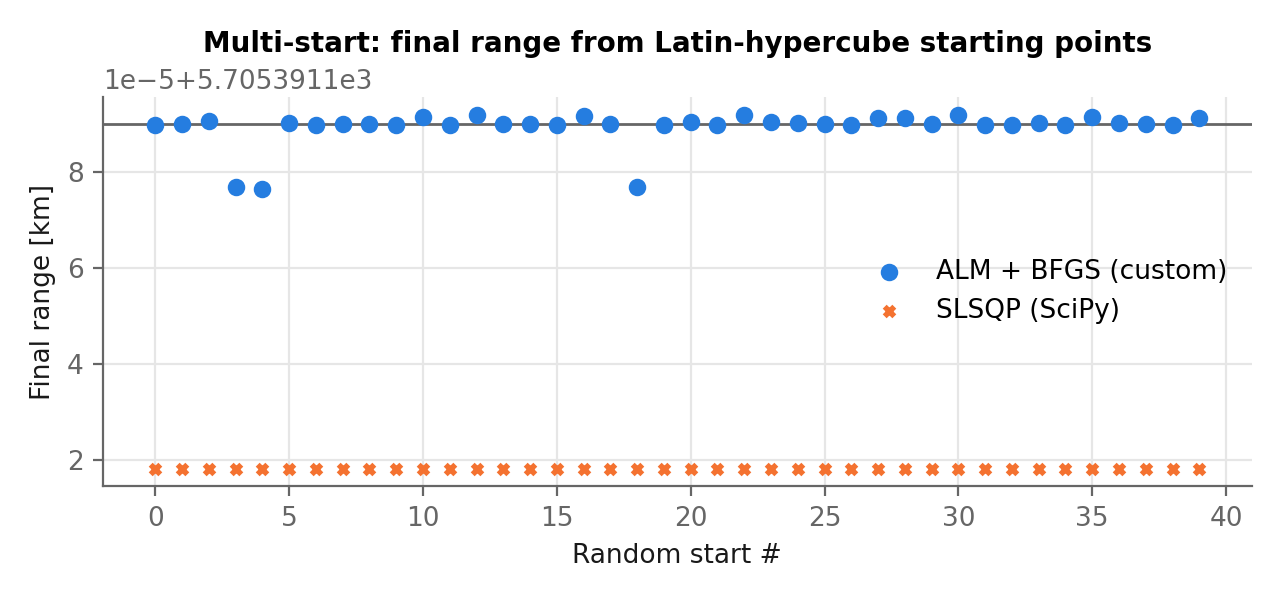 Multi-start: final range from Latin-hypercube starting points
1e−5+5.7053911e3
8
6
4
2
Final range [km]
ALM + BFGS (custom)
SLSQP (SciPy)
0 5 10 15 20 25 30 35 40
Random start #